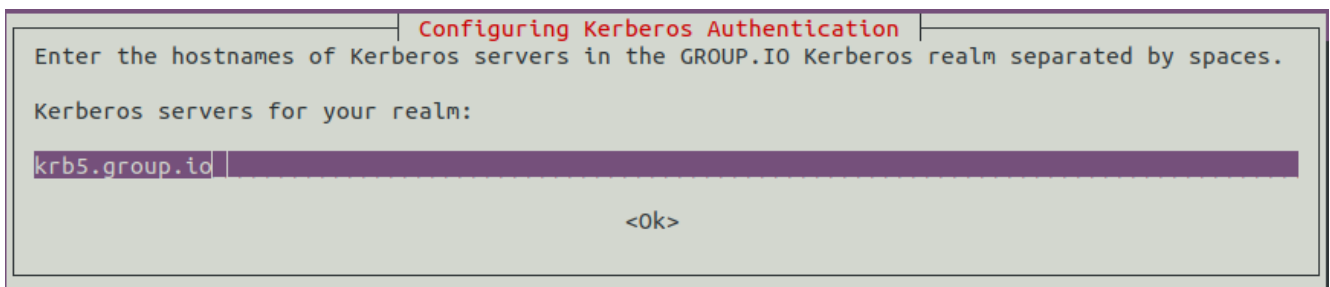 Configuring Kerberos Authentication
Enter the hostnames of Kerberos servers in the GROUP.IO Kerberos realm separated by spaces.
Kerberos servers for your realm:
krb5.group.io
<Ok>